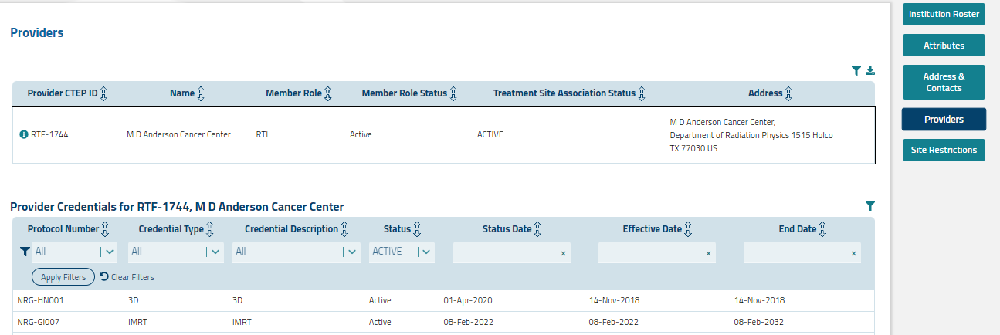 Providers
Provider CTEP ID Name Member Role Member Role Status Treatment Site Association Status Address
RTF-1744 M D Anderson Cancer Center RTI Active ACTIVE M D Anderson Cancer Center,
Department of Radiation Physics 1515 Holco...
TX 77030 US
Provider Credentials for RTF-1744, M D Anderson Cancer Center
Protocol Number Credential Type Credential Description Status Status Date Effective Date End Date
All All All ACTIVE × × ×
Apply Filters Clear Filters
NRG-HN001 3D 3D Active 01-Apr-2020 14-Nov-2018 14-Nov-2018
NRG-GI007 IMRT IMRT Active 08-Feb-2022 08-Feb-2022 08-Feb-2032
Institution Roster
Attributes
Address &
Contacts
Providers
Site Restrictions